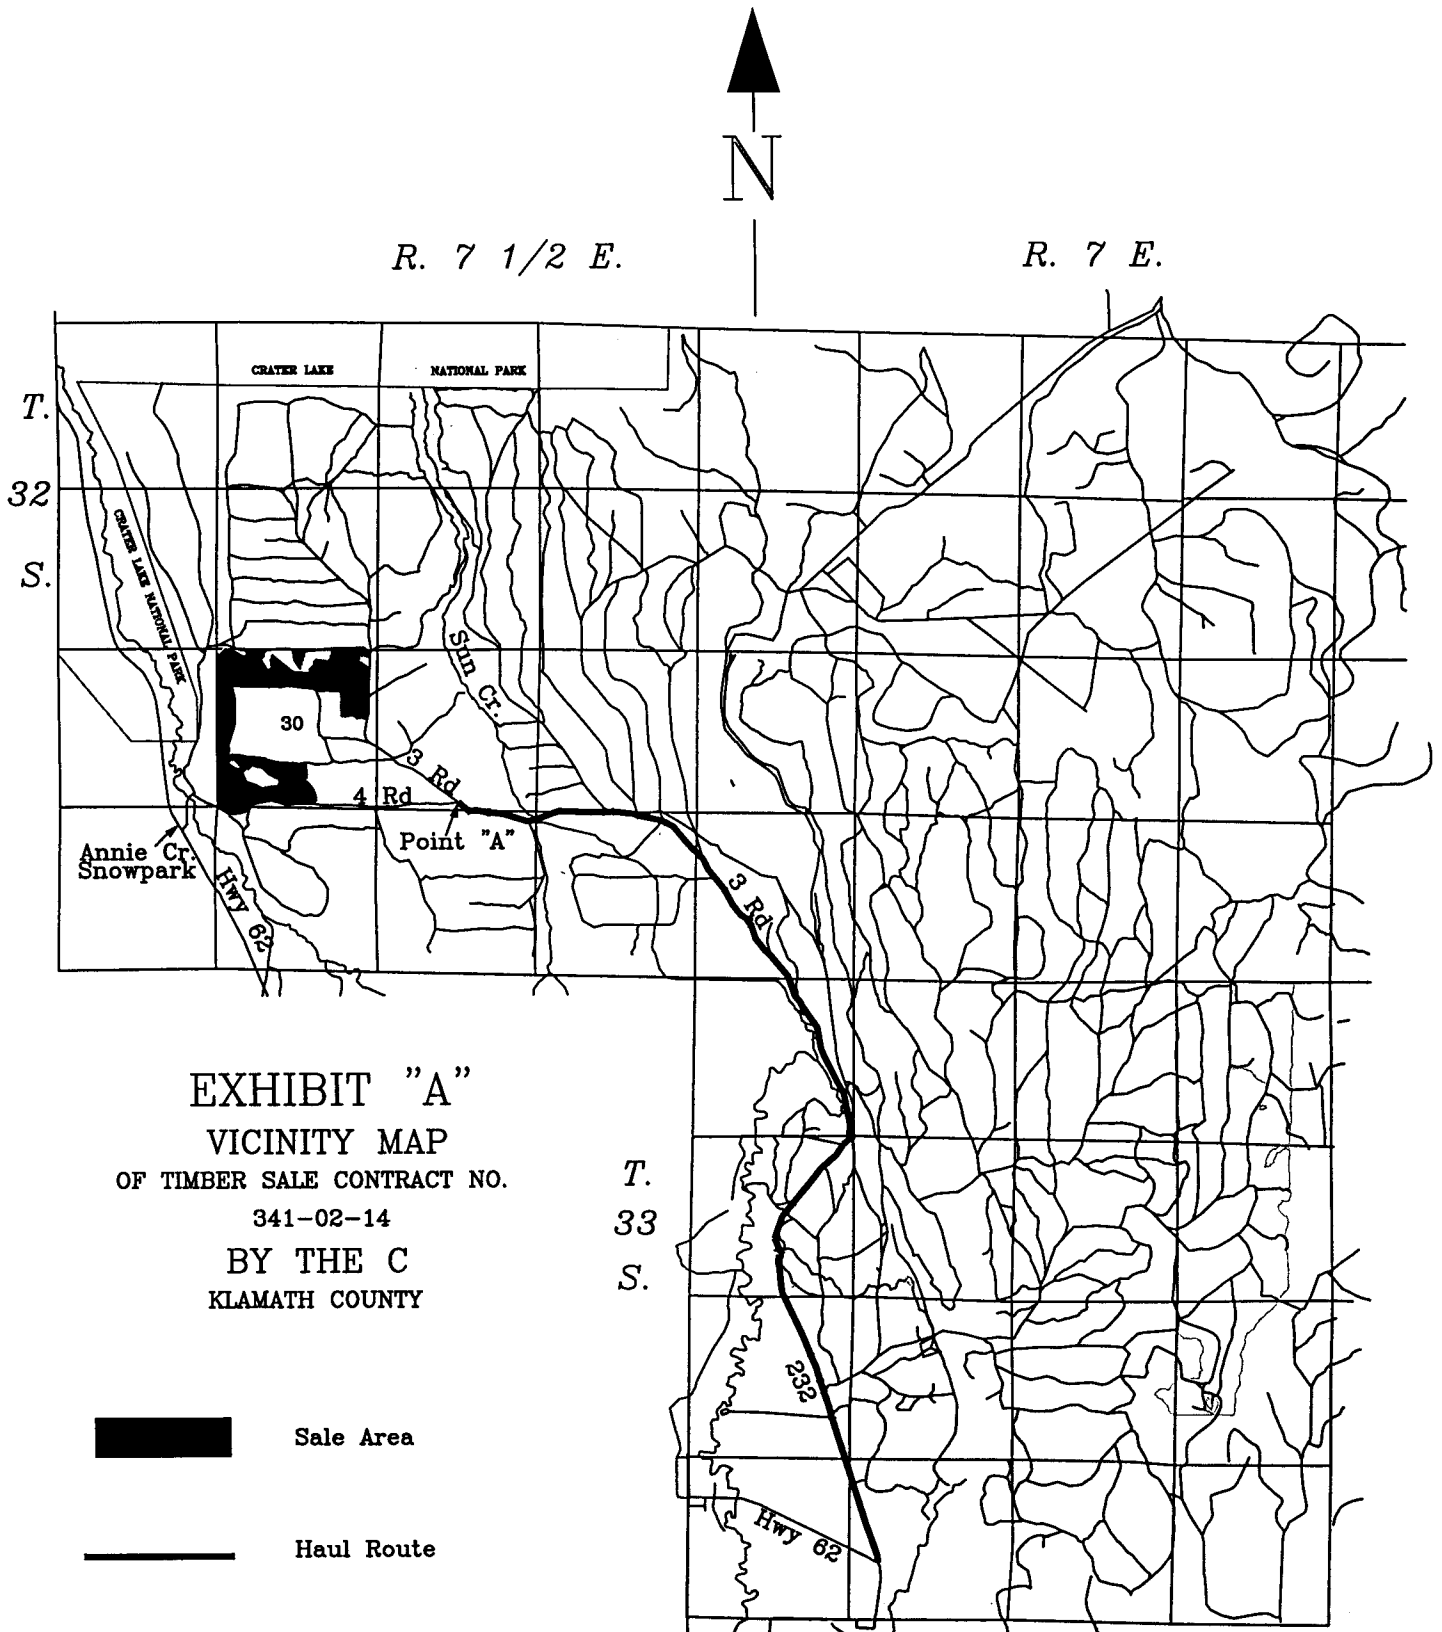 N
R. 7 1/2 E.
R. 7 E.
CRATER LAKE
NATIONAL PARK
T.
32
S.
CRATER LAKE NATIONAL PARK
Sun Cr.
30
3 Rd
4 Rd
Point "A"
Annie Cr.
Snowpark
Hwy 62
3 Rd
EXHIBIT "A"
VICINITY MAP
OF TIMBER SALE CONTRACT NO.
341-02-14
BY THE C
KLAMATH COUNTY
T.
33
S.
232
Sale Area
Hwy 62
Haul Route